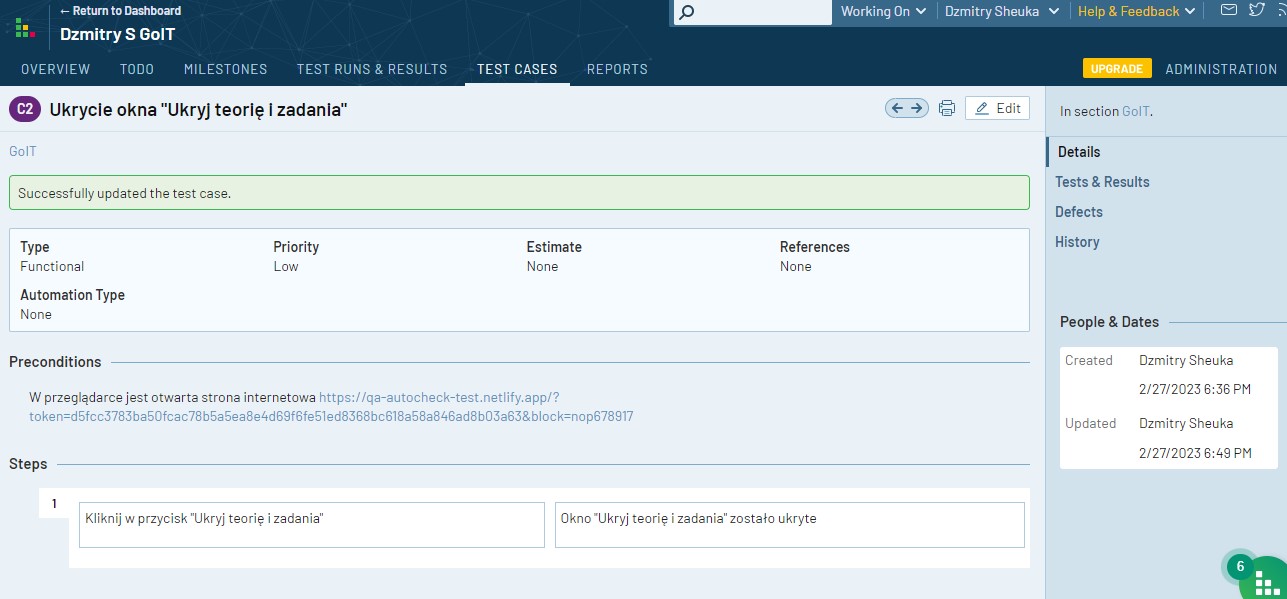 ← Return to Dashboard
Working On
Dzmitry Sheuka
Help & Feedback
Dzmitry S GoIT
OVERVIEW
TODO
MILESTONES
TEST RUNS & RESULTS
TEST CASES
REPORTS
UPGRADE
ADMINISTRATION
C2
Ukrycie okna "Ukryj teorię i zadania"
Edit
GoIT
Successfully updated the test case.
Type
Priority
Estimate
References
Functional
Low
None
None
Automation Type
None
Preconditions
W przeglądarce jest otwarta strona internetowa https://qa-autocheck-test.netlify.app/?
token=d5fcc3783ba50fcac78b5a5ea8e4d69f6fe51ed8368bc618a58a846ad8b03a63&block=nop678917
Steps
1
Kliknij w przycisk "Ukryj teorię i zadania"
Okno "Ukryj teorię i zadania" zostało ukryte
In section GoIT.
Details
Tests & Results
Defects
History
People & Dates
Created
Dzmitry Sheuka
2/27/2023 6:36 PM
Updated
Dzmitry Sheuka
2/27/2023 6:49 PM
6